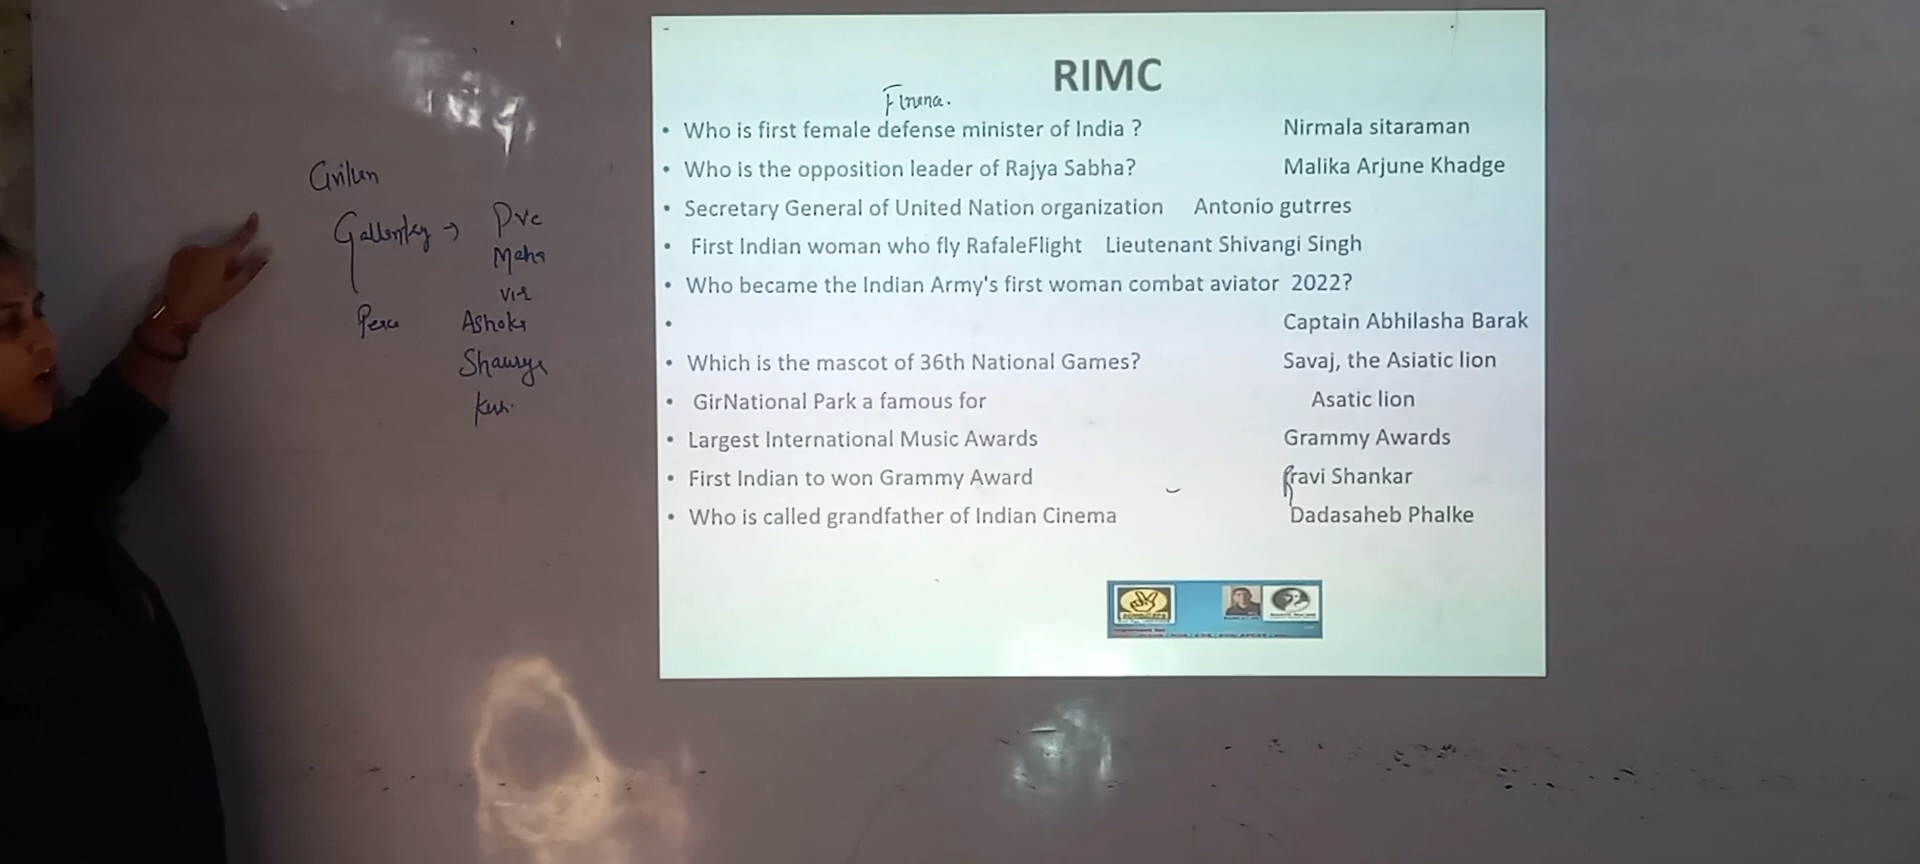 RIMC
• Who is first female defense minister of India ? Nirmala sitaraman
• Who is the opposition leader of Rajya Sabha? Malika Arjune Khadge
• Secretary General of United Nation organization Antonio gutrres
• First Indian woman who fly RafaleFlight Lieutenant Shivangi Singh
• Who became the Indian Army's first woman combat aviator 2022?
• Captain Abhilasha Barak
• Which is the mascot of 36th National Games? Savaj, the Asiatic lion
• GirNational Park a famous for Asatic lion
• Largest International Music Awards Grammy Awards
• First Indian to won Grammy Award ravi Shankar
• Who is called grandfather of Indian Cinema Dadasaheb Phalke
→ Pvc
Maha
Vir
Ashoka
Shaurya